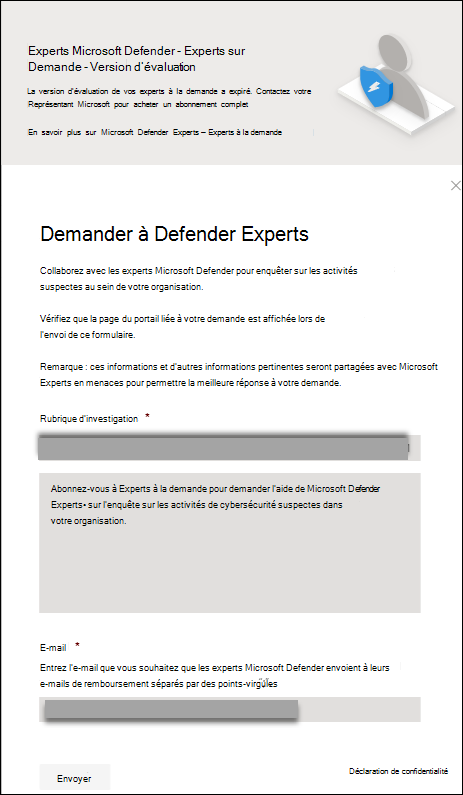 Experts Microsoft Defender - Experts sur
Demande - Version d'évaluation
La version d'évaluation de vos experts à la demande a expiré. Contactez votre
Représentant Microsoft pour acheter un abonnement complet
En savoir plus sur Microsoft Defender Experts – Experts à la demande
Demander à Defender Experts
Collaborez avec les experts Microsoft Defender pour enquêter sur les activités
suspectes au sein de votre organisation.
Vérifiez que la page du portail liée à votre demande est affichée lors de
l'envoi de ce formulaire.
Remarque : ces informations et d'autres informations pertinentes seront partagées avec Microsoft
Experts en menaces pour permettre la meilleure réponse à votre demande.
Rubrique d'investigation *
Abonnez-vous à Experts à la demande pour demander l'aide de Microsoft Defender
Experts• sur l'enquête sur les activités de cybersécurité suspectes dans
votre organisation.
E-mail *
Entrez l'e-mail que vous souhaitez que les experts Microsoft Defender envoient à leurs
e-mails de remboursement séparés par des points-virgules
Envoyer
Déclaration de confidentialité